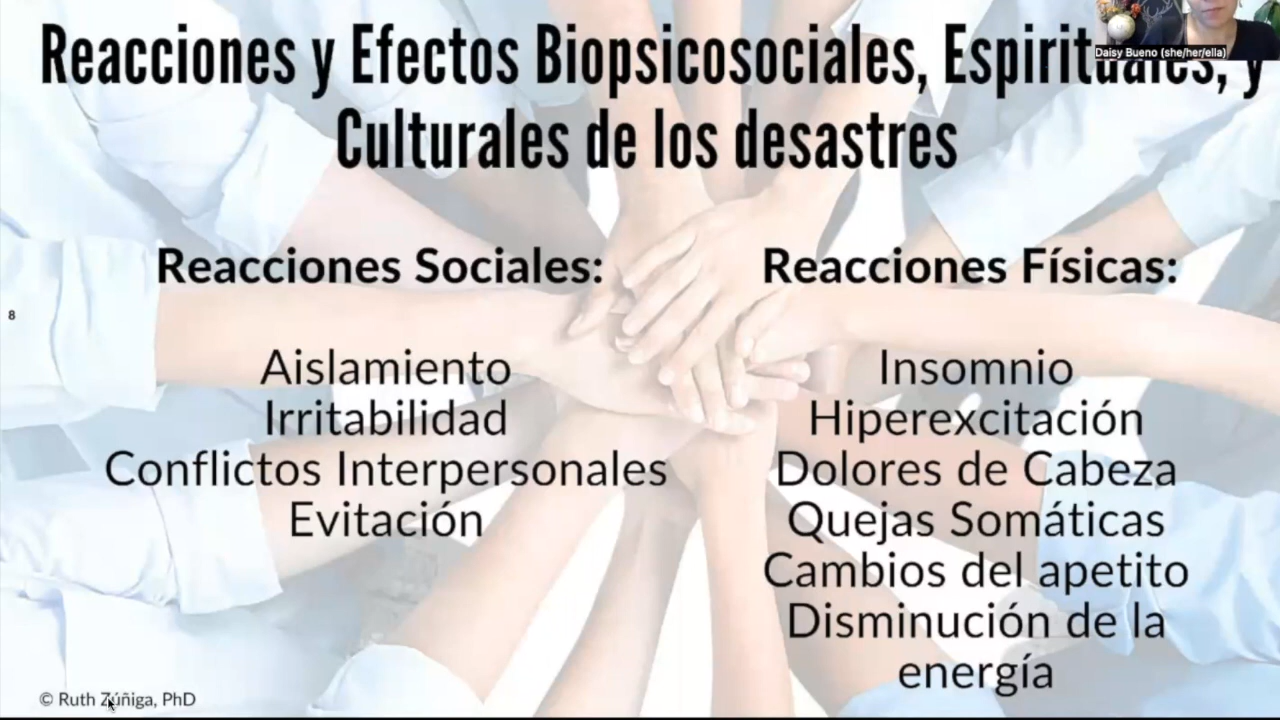 Reacciones y Efectos Biopsicosociales, Espirituales, y
Culturales de los desastres
Daisy Bueno (she/her/ella)
Reacciones Sociales:
Aislamiento
Irritabilidad
Conflictos Interpersonales
Evitación
Reacciones Físicas:
Insomnio
Hiperexcitación
Dolores de Cabeza
Quejas Somáticas
Cambios del apetito
Disminución de la
energía
8
© Ruth Zúñiga, PhD